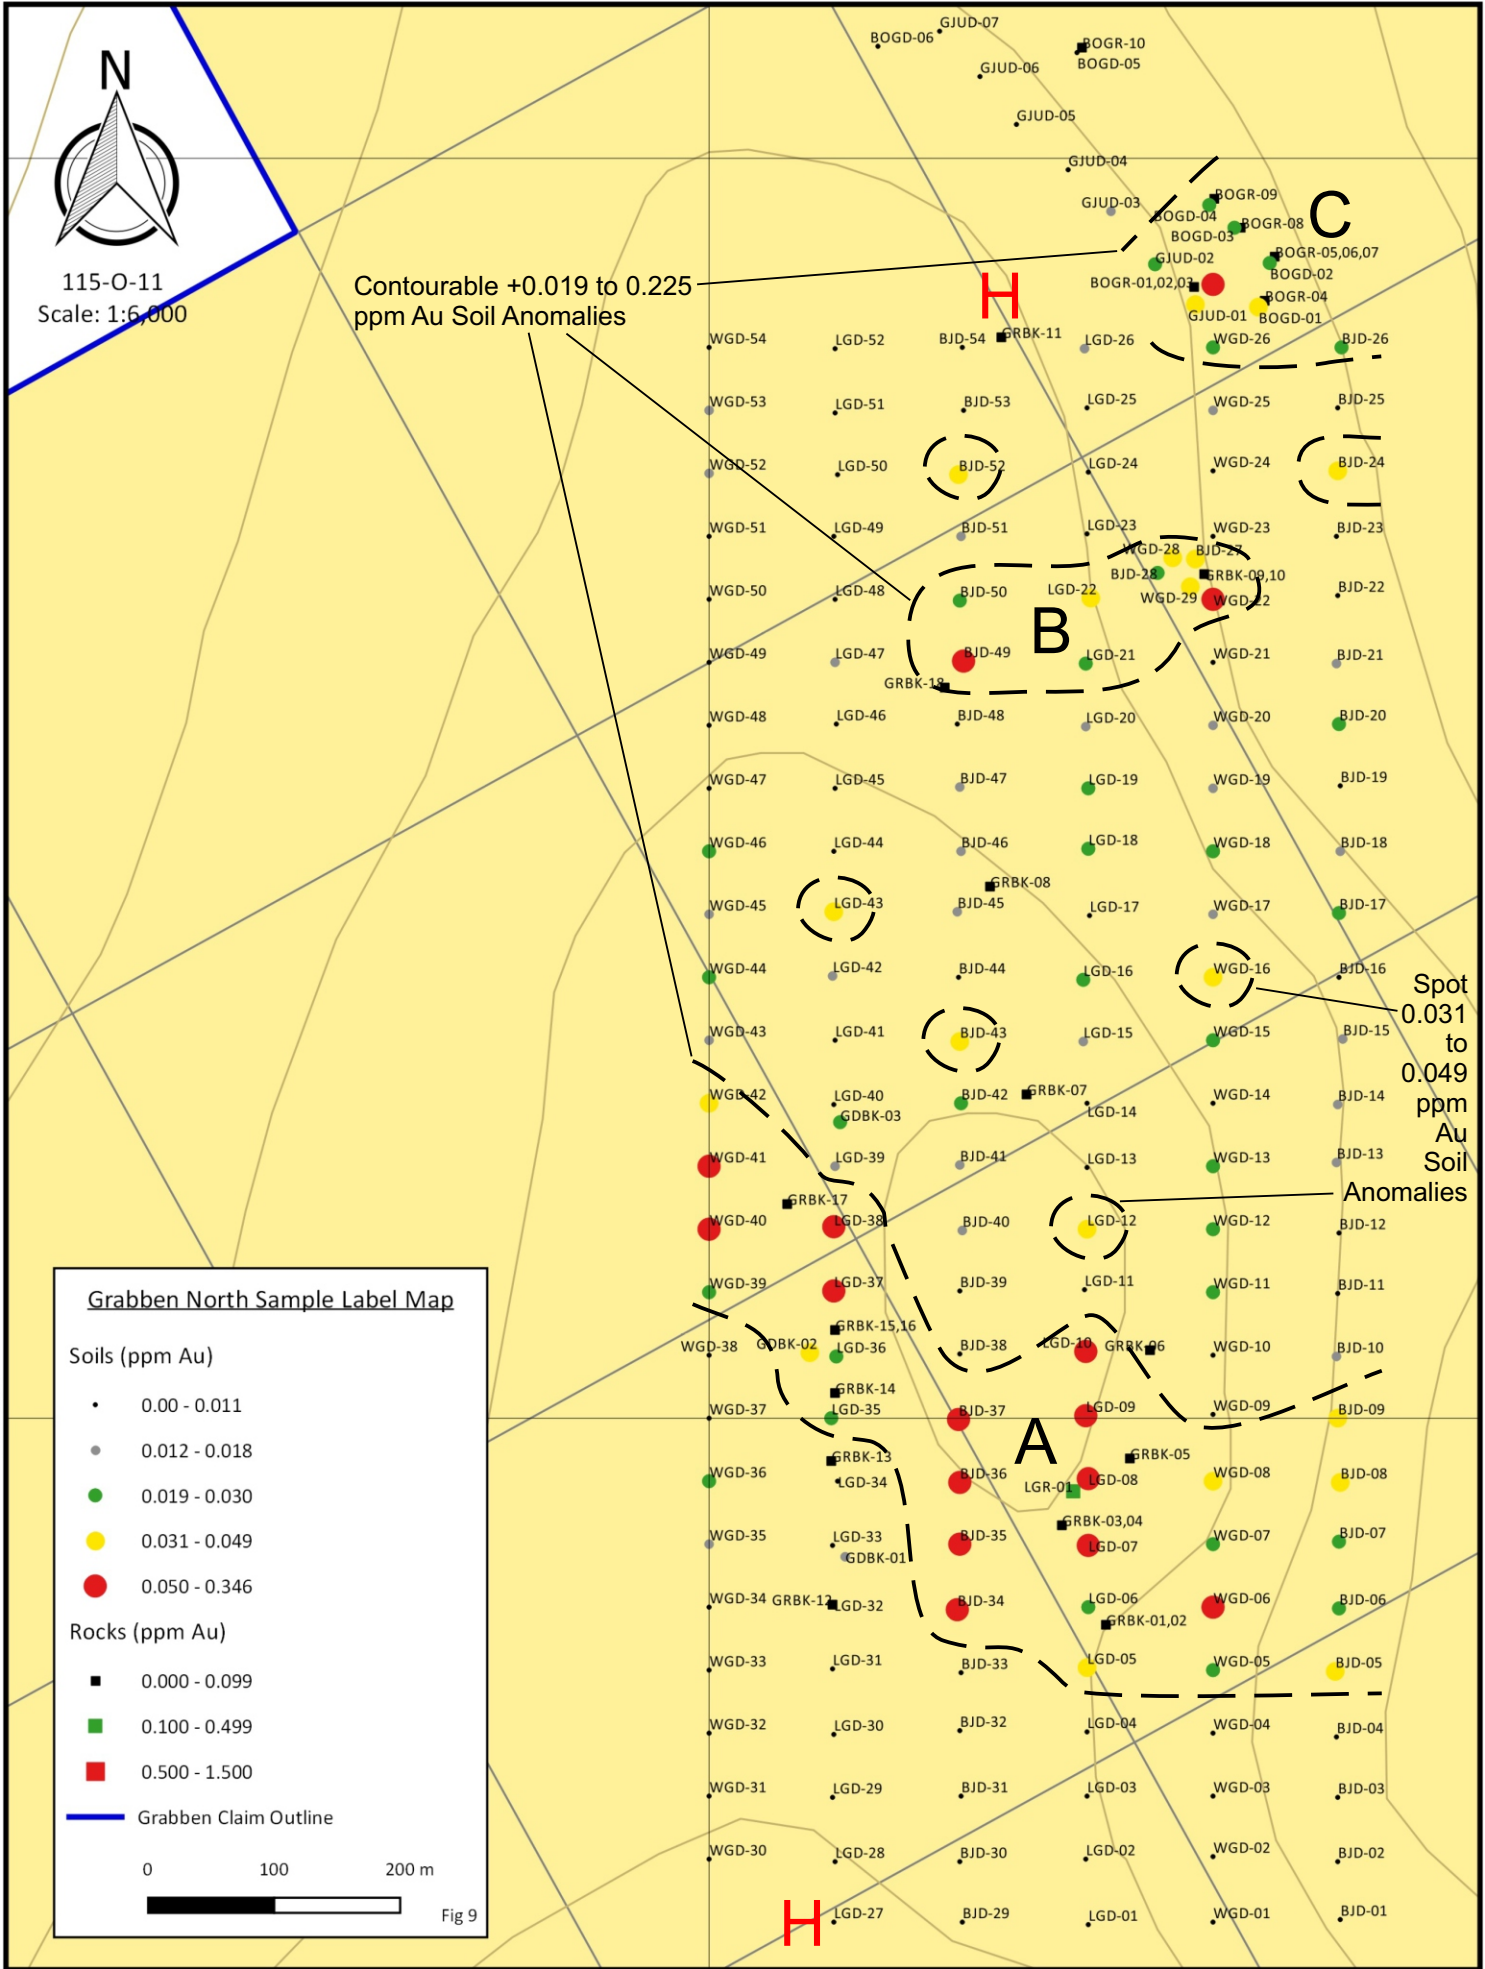 GJUD-07
BOGD-06
BOGR-10
BOGD-05
GJUD-06
GJUD-05
GJUD-04
N
115-O-11
Scale: 1:6,000
GJUD-03
BOGR-09
C
BOGD-04
BOGR-08
BOGD-03
GJUD-02
BOGR-05,06,07
BOGD-02
BOGR-01,02,03
BOGR-04
GJUD-01
BOGD-01
Contourable +0.019 to 0.225
ppm Au Soil Anomalies
H
GRBK-11
WGD-54
LGD-52
BJD-54
LGD-26
WGD-26
BJD-26
WGD-53
LGD-51
BJD-53
LGD-25
WGD-25
BJD-25
WGD-52
LGD-50
BJD-52
LGD-24
WGD-24
BJD-24
WGD-51
LGD-49
BJD-51
LGD-23
WGD-23
BJD-23
WGD-28
BJD-27
BJD-28
GRBK-09,10
WGD-50
LGD-48
BJD-50
LGD-22
WGD-29
WGD-22
BJD-22
B
WGD-49
LGD-47
BJD-49
LGD-21
WGD-21
BJD-21
GRBK-18
WGD-48
LGD-46
BJD-48
LGD-20
WGD-20
BJD-20
WGD-47
LGD-45
BJD-47
LGD-19
WGD-19
BJD-19
WGD-46
LGD-44
BJD-46
LGD-18
WGD-18
BJD-18
GRBK-08
WGD-45
LGD-43
BJD-45
LGD-17
WGD-17
BJD-17
WGD-44
LGD-42
BJD-44
LGD-16
WGD-16
BJD-16
Spot
0.031
to
0.049
ppm
Au
Soil
Anomalies
WGD-43
LGD-41
BJD-43
LGD-15
WGD-15
BJD-15
WGD-42
LGD-40
BJD-42
GRBK-07
LGD-14
WGD-14
BJD-14
GDBK-03
WGD-41
LGD-39
BJD-41
LGD-13
WGD-13
BJD-13
GRBK-17
WGD-40
LGD-38
BJD-40
LGD-12
WGD-12
BJD-12
WGD-39
LGD-37
BJD-39
LGD-11
WGD-11
BJD-11
GRBK-15,16
WGD-38
GDBK-02
LGD-36
BJD-38
LGD-10
GRBK-06
WGD-10
BJD-10
GRBK-14
WGD-37
LGD-35
BJD-37
LGD-09
WGD-09
BJD-09
A
GRBK-13
GRBK-05
WGD-36
LGD-34
BJD-36
LGR-01
LGD-08
WGD-08
BJD-08
GRBK-03,04
WGD-35
LGD-33
BJD-35
LGD-07
WGD-07
BJD-07
GDBK-01
WGD-34
GRBK-12
LGD-32
BJD-34
LGD-06
WGD-06
BJD-06
GRBK-01,02
WGD-33
LGD-31
BJD-33
LGD-05
WGD-05
BJD-05
WGD-32
LGD-30
BJD-32
LGD-04
WGD-04
BJD-04
WGD-31
LGD-29
BJD-31
LGD-03
WGD-03
BJD-03
WGD-30
LGD-28
BJD-30
LGD-02
WGD-02
BJD-02
H
LGD-27
BJD-29
LGD-01
WGD-01
BJD-01
Grabben North Sample Label Map
Soils (ppm Au)
0.00 - 0.011
0.012 - 0.018
0.019 - 0.030
0.031 - 0.049
0.050 - 0.346
Rocks (ppm Au)
0.000 - 0.099
0.100 - 0.499
0.500 - 1.500
Grabben Claim Outline
0 100 200 m
Fig 9